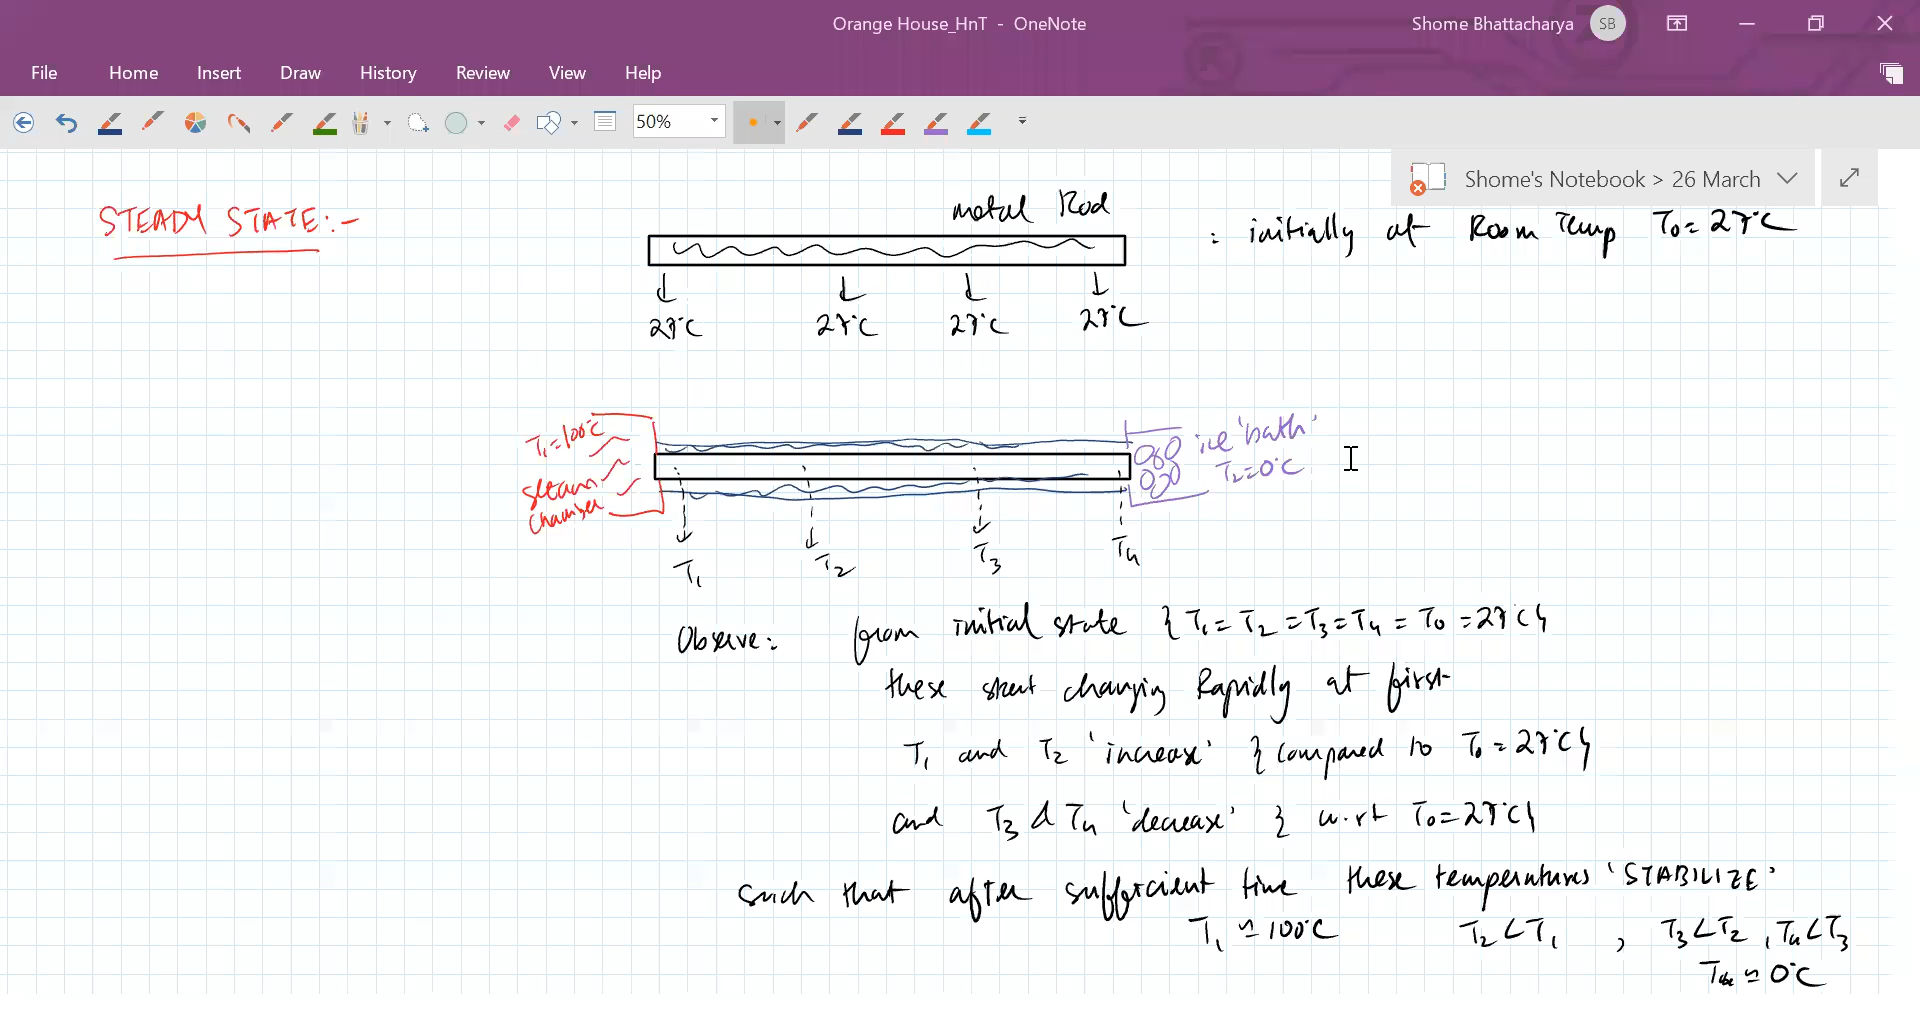 Orange House_HnT - OneNote
Shome Bhattacharya SB
File Home Insert Draw History Review View Help
50%
Shome's Notebook > 26 March
STEADY STATE:-
metal Rod
: initially at Room Temp T₀ = 27°C
27°C 27°C 27°C 27°C
T₁=100°C
steam
chamber
ice 'bath'
T₂=0°C
T₁ T₂ T₃ T₄
Observe: from initial state { T₁ = T₂ = T₃ = T₄ = T₀ = 27°C }
these start changing Rapidly at first
T₁ and T₂ 'increase' { compared to T₀ = 27°C }
and T₃ & T₄ 'decrease' { w.r.t T₀ = 27°C }
such that after sufficient time these temperatures 'STABILIZE'
T₁ ≃ 100°C T₂ < T₁ , T₃ < T₂ , T₄ < T₃
≃ 0°C